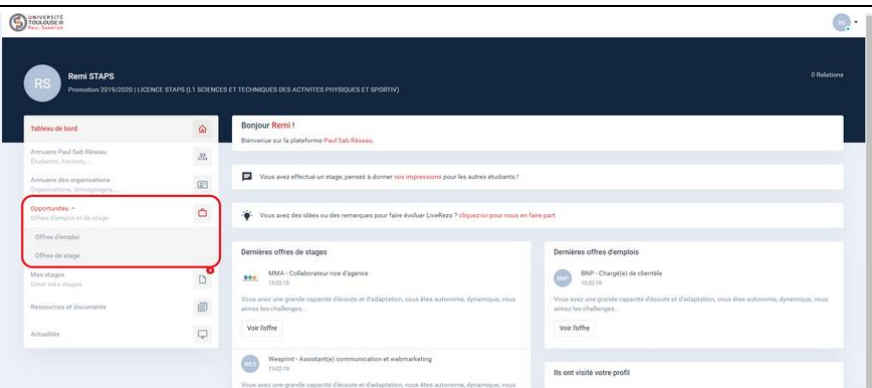 UNIVERSITÉ
TOULOUSE III
PAUL SABATIER
RS
RS
Remi STAPS
Promotion 2019/2020 | LICENCE STAPS (L1 SCIENCES ET TECHNIQUES DES ACTIVITES PHYSIQUES ET SPORTIV)
0 Relations
Tableau de bord
Annuaire Paul Sab Réseau
Étudiants, Anciens, ...
Annuaire des organisations
Organisations, témoignages, ...
Opportunités
Offres d'emploi et de stage
Offres d'emploi
Offres de stage
Mes stages
Gérer mes stages
Ressources et documents
Actualités
Bonjour Remi !
Bienvenue sur la plateforme Paul Sab Réseau.
Vous avez effectué un stage, pensez à donner vos impressions pour les autres étudiants !
Vous avez des idées ou des remarques pour faire évoluer LiveRezo ? cliquez-ici pour nous en faire part
Dernières offres de stages
MMA - Collaborateur rice d'agence
15-02-19
Vous avez une grande capacité d'écoute et d'adaptation, vous êtes autonome, dynamique, vous
aimez les challenges...
Voir l'offre
WES
Wesprint - Assistant(e) communication et webmarketing
15-02-19
Vous avez une grande capacité d'écoute et d'adaptation, vous êtes autonome, dynamique, vous
Dernières offres d'emplois
BNP
BNP - Chargé(e) de clientèle
15-02-19
Vous avez une grande capacité d'écoute et d'adaptation, vous êtes autonome, dynamique, vous
aimez les challenges...
Voir l'offre
Ils ont visité votre profil